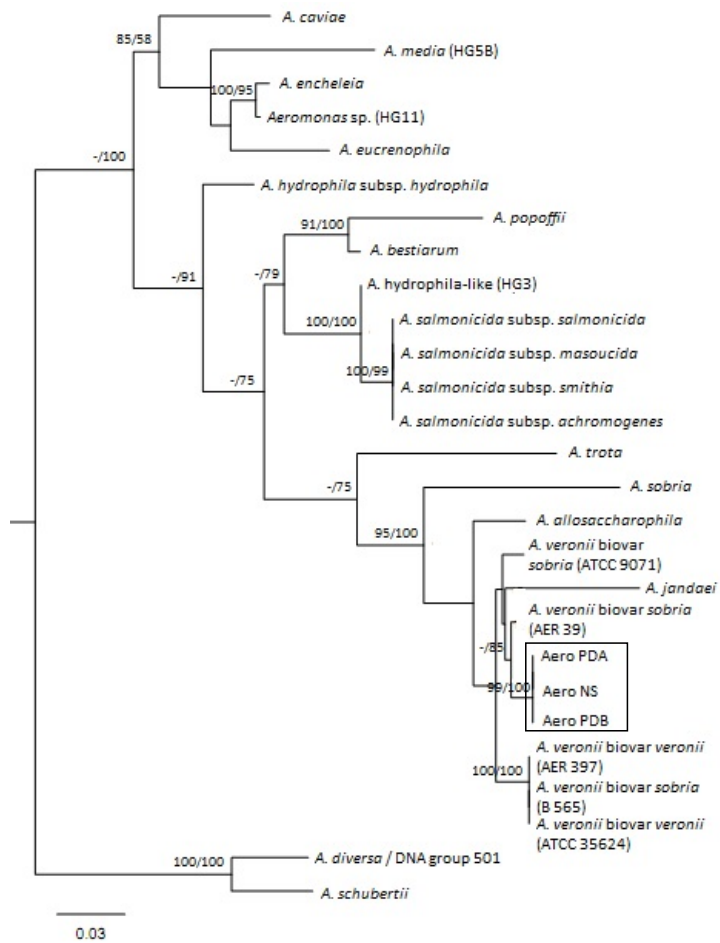 A. caviae
85/58
A. media (HG5B)
A. encheleia
100/95
Aeromonas sp. (HG11)
A. eucrenophila
-/100
A. hydrophila subsp. hydrophila
A. popoffii
91/100
A. bestiarum
-/91
-/79
A. hydrophila-like (HG3)
A. salmonicida subsp. salmonicida
100/100
A. salmonicida subsp. masoucida
100/99
-/75
A. salmonicida subsp. smithia
A. salmonicida subsp. achromogenes
A. trota
-/75
A. sobria
A. allosaccharophila
95/100
A. veronii biovar
sobria (ATCC 9071)
A. jandaei
A. veronii biovar sobria
(AER 39)
-/85
Aero PDA
99/100
Aero NS
Aero PDB
A. veronii biovar veronii
(AER 397)
100/100
A. veronii biovar sobria
(B 565)
A. veronii biovar veronii
(ATCC 35624)
100/100
A. diversa / DNA group 501
A. schubertii
0.03